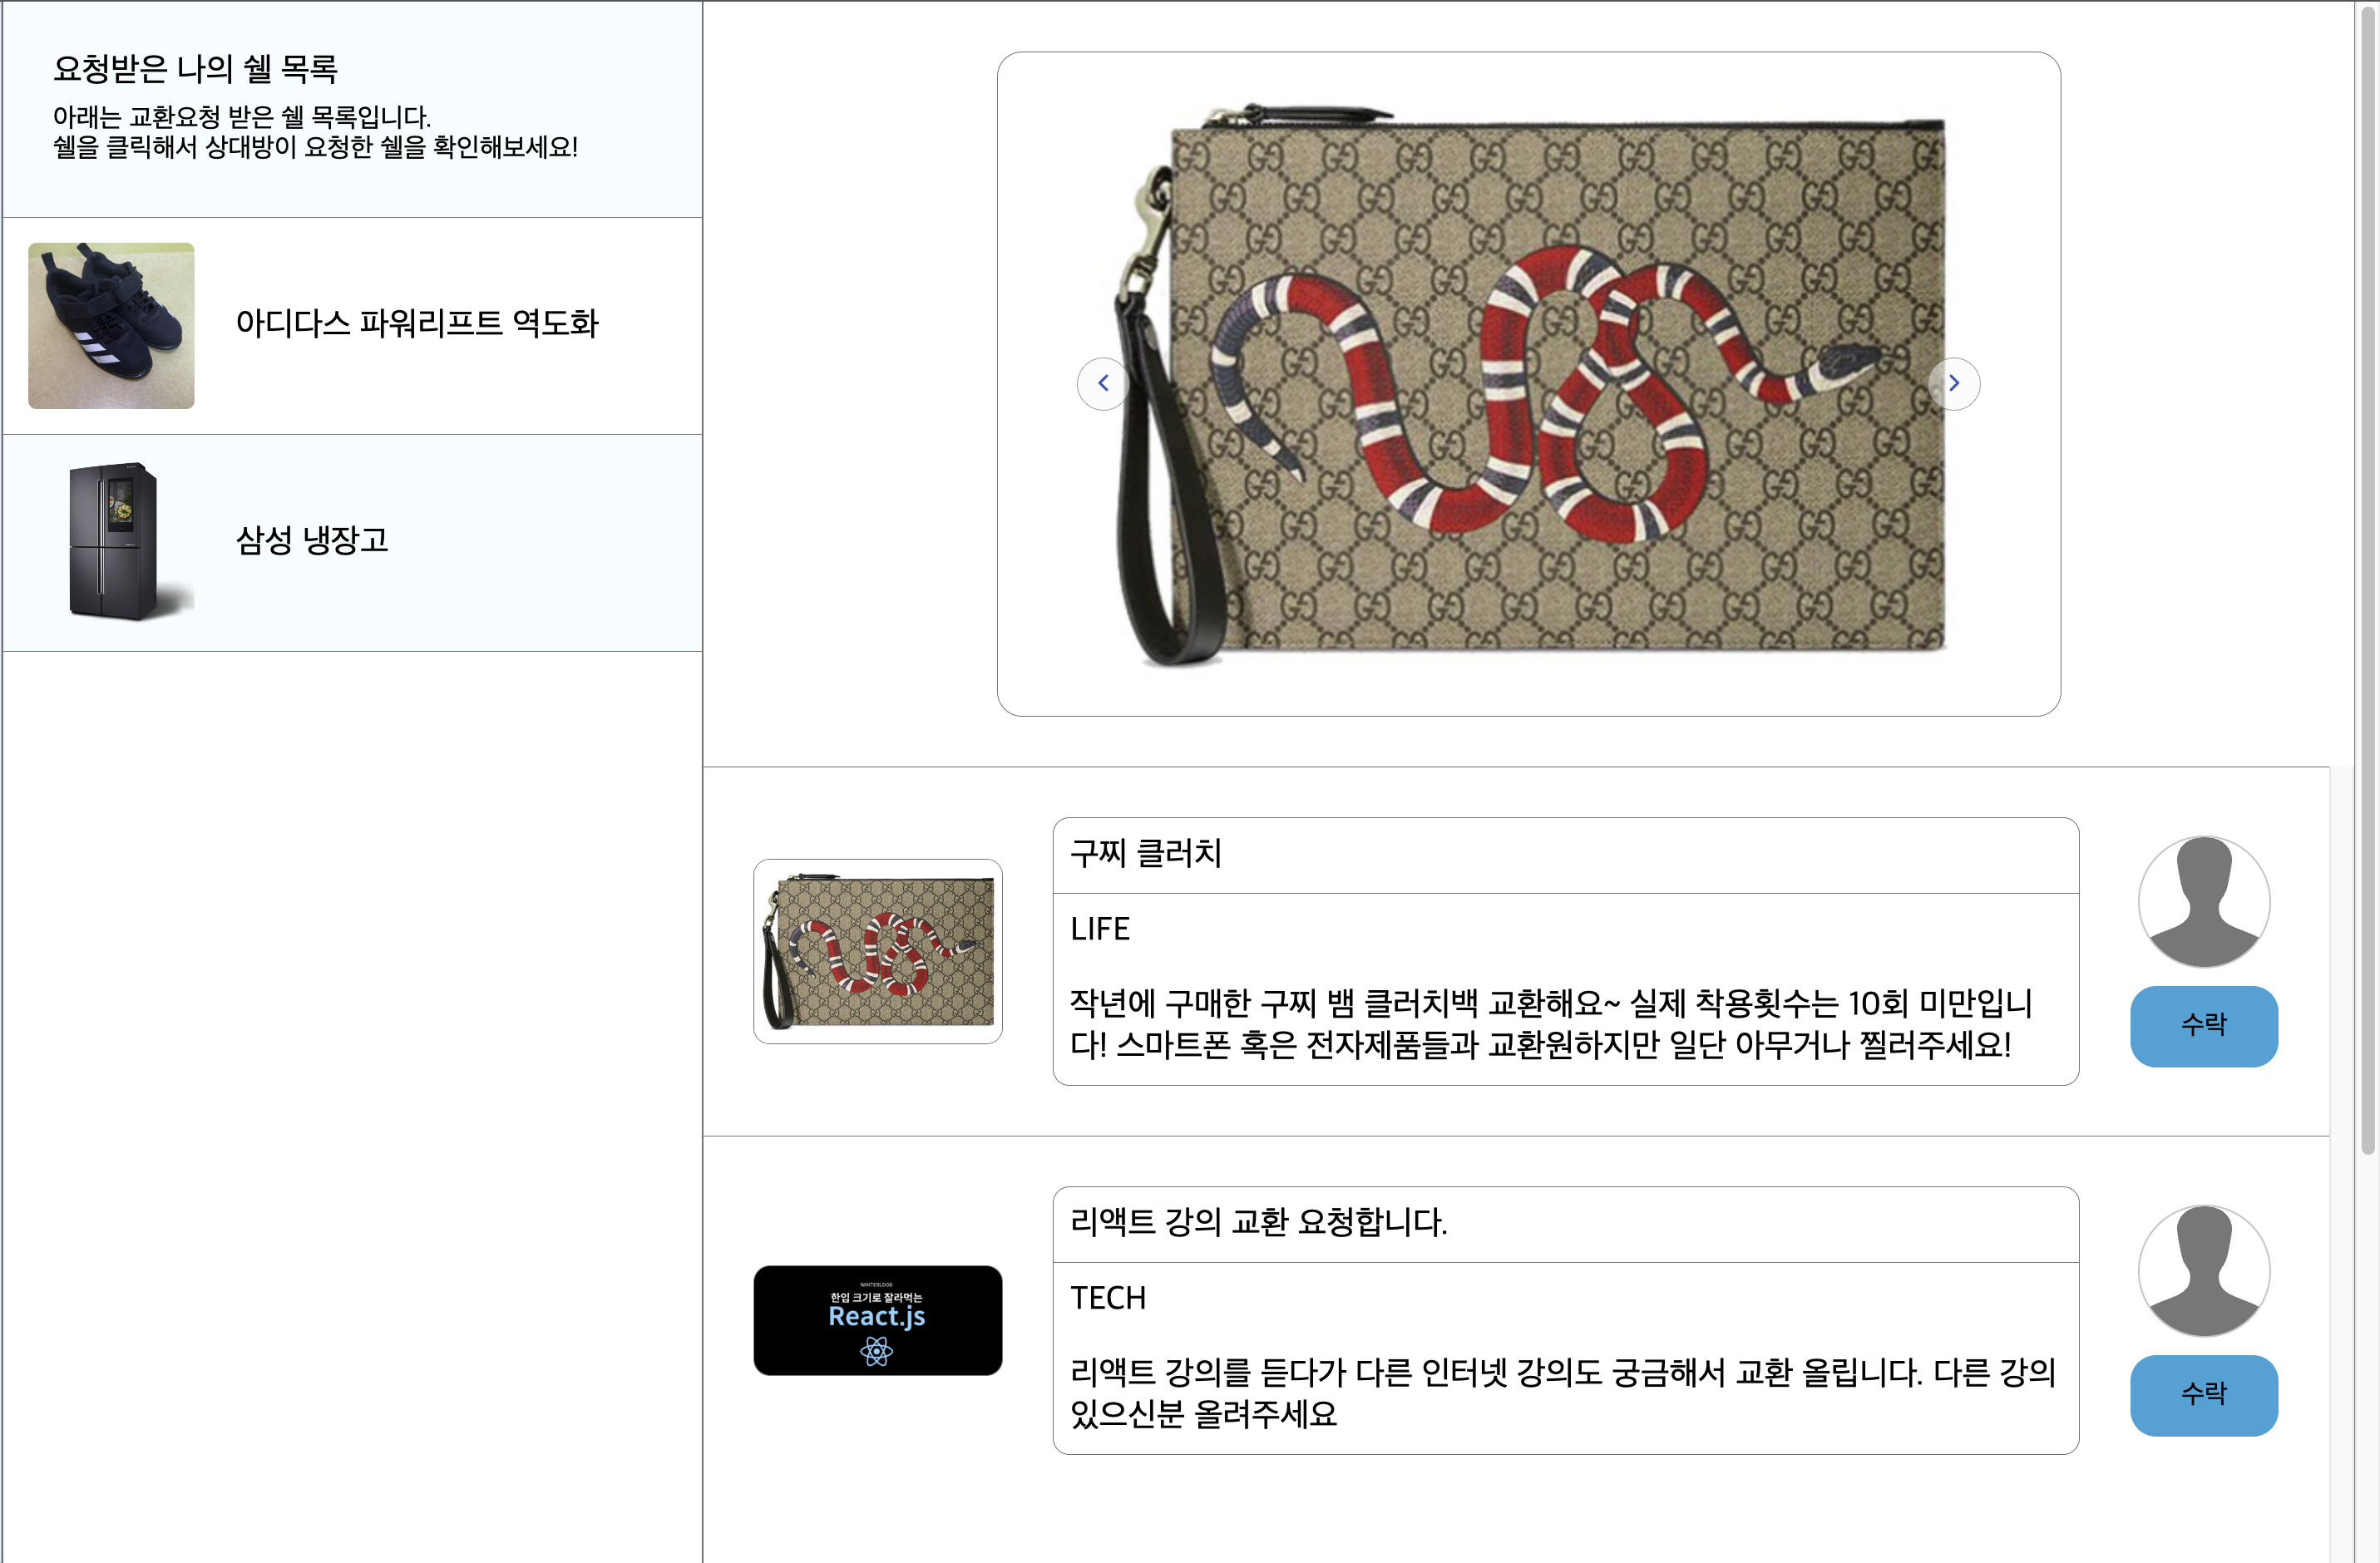 요청받은 나의 쉘 목록
아래는 교환요청 받은 쉘 목록입니다.
쉘을 클릭해서 상대방이 요청한 쉘을 확인해보세요!
아디다스 파워리프트 역도화
삼성 냉장고
구찌 클러치
LIFE
작년에 구매한 구찌 뱀 클러치백 교환해요~ 실제 착용횟수는 10회 미만입니
다! 스마트폰 혹은 전자제품들과 교환원하지만 일단 아무거나 찔러주세요!
수락
리액트 강의 교환 요청합니다.
TECH
리액트 강의를 듣다가 다른 인터넷 강의도 궁금해서 교환 올립니다. 다른 강의
있으신분 올려주세요
수락
WINTERLOOD
한입 크기로 잘라먹는
React.js